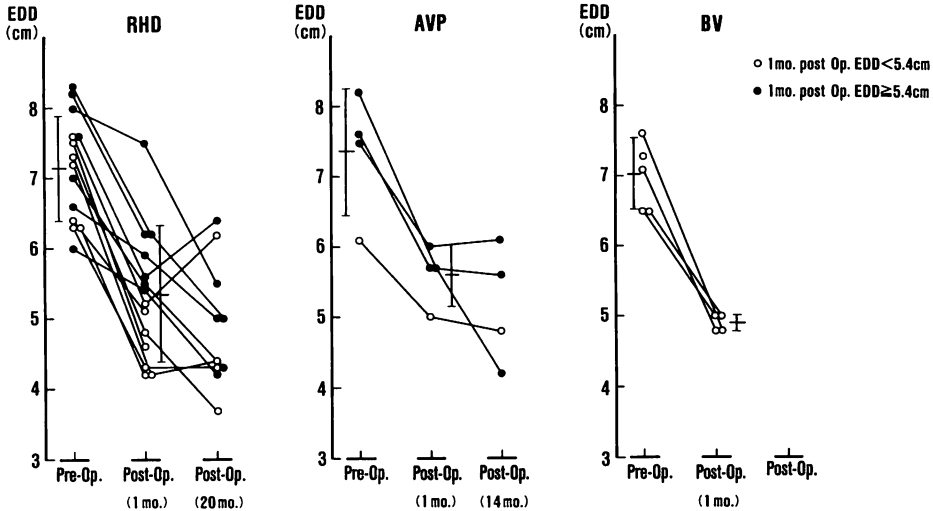 EDD
(cm)
RHD
8
7
6
5
4
3
Pre-Op.
Post-Op.
(1mo.)
Post-Op.
(20mo.)
EDD
(cm)
AVP
8
7
6
5
4
3
Pre-Op.
Post-Op.
(1mo.)
Post-Op.
(14mo.)
EDD
(cm)
BV
8
7
6
5
4
3
Pre-Op.
Post-Op.
(1mo.)
Post-Op.
1mo. post Op. EDD<5.4cm
1mo. post Op. EDD≧5.4cm